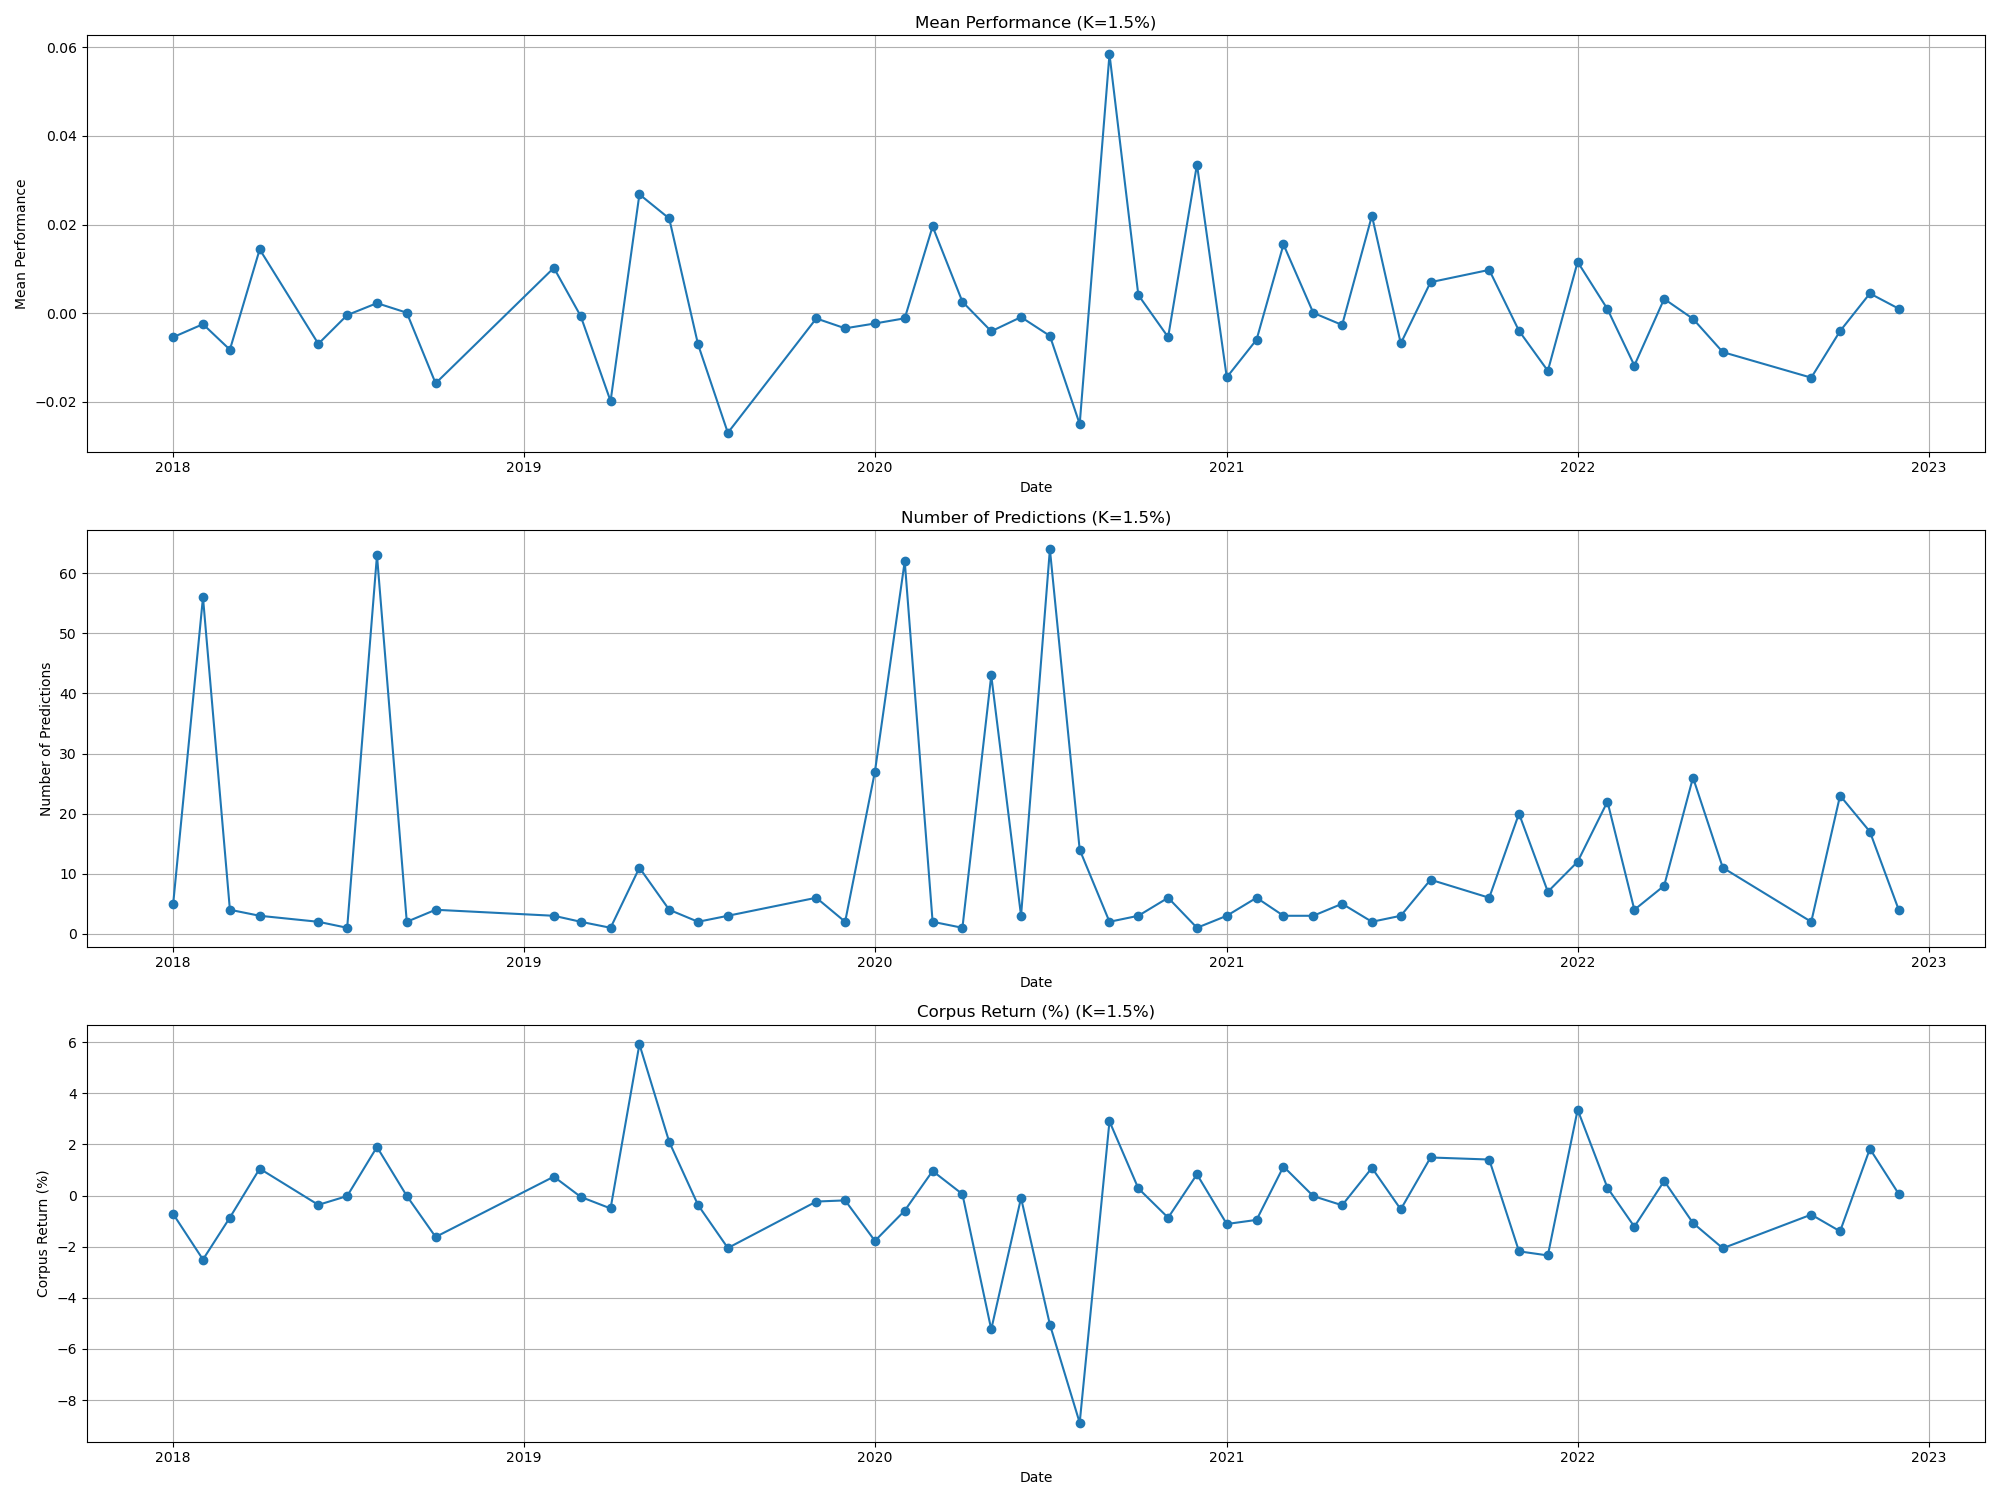 Mean Performance (K=1.5%)
0.06
0.04
0.02
0.00
−0.02
Mean Performance
2018 2019 2020 2021 2022 2023
Date
Number of Predictions (K=1.5%)
60
50
40
30
20
10
0
Number of Predictions
2018 2019 2020 2021 2022 2023
Date
Corpus Return (%) (K=1.5%)
6
4
2
0
−2
−4
−6
−8
Corpus Return (%)
2018 2019 2020 2021 2022 2023
Date